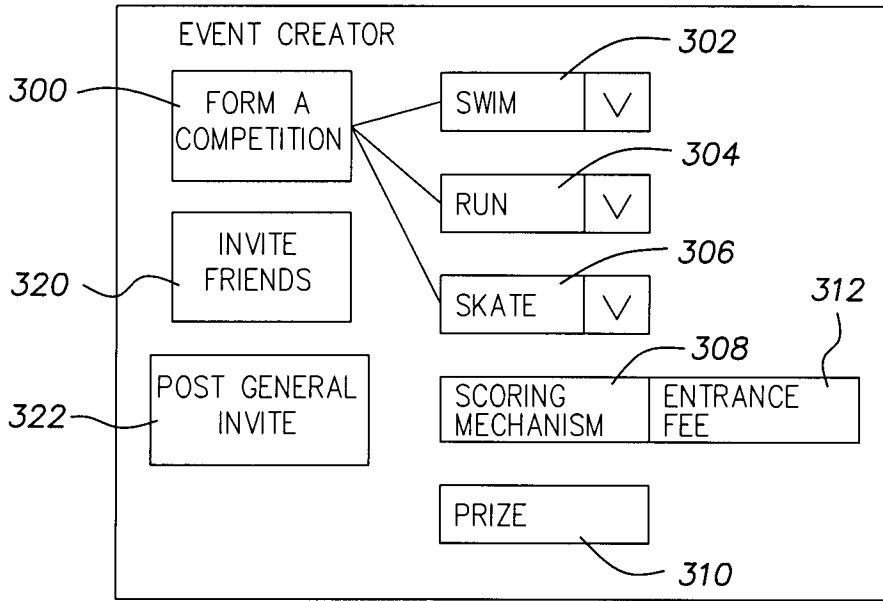 EVENT CREATOR
302
300
FORM A
COMPETITION
SWIM
V
304
RUN
V
INVITE
FRIENDS
320
306
SKATE
V
312
308
POST GENERAL
INVITE
322
SCORING
MECHANISM
ENTRANCE
FEE
PRIZE
310